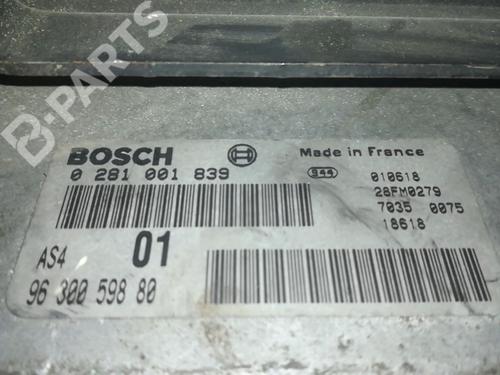 B-PARTS
BOSCH
Made in France
0 281 001 839
944
010618
28FM0279
7035 0075
18618
AS4
01
96 300 598 80